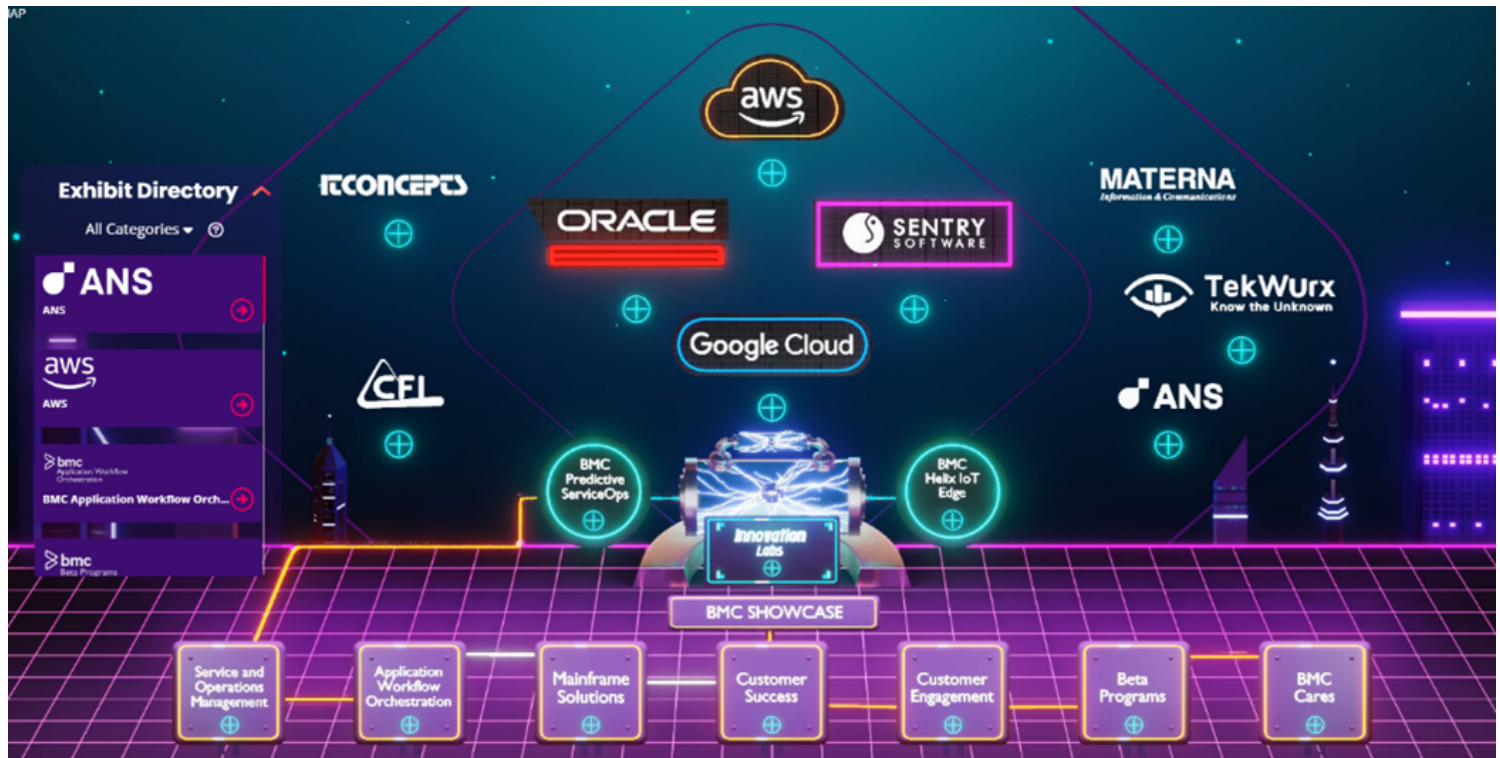 MAP
aws
ITCONCEPTS
ORACLE
SENTRY
SOFTWARE
MATERNA
Information & Communications
TekWurx
Know the Unknown
Google Cloud
CFL
ANS
Exhibit Directory
All Categories
?
ANS
ANS
aws
AWS
bmc
Application Workflow
Orchestration
BMC Application Workflow Orch...
bmc
Beta Programs
BMC
Predictive
ServiceOps
BMC
Helix IoT
Edge
Innovation
Labs
BMC SHOWCASE
Service and
Operations
Management
Application
Workflow
Orchestration
Mainframe
Solutions
Customer
Success
Customer
Engagement
Beta
Programs
BMC
Cares